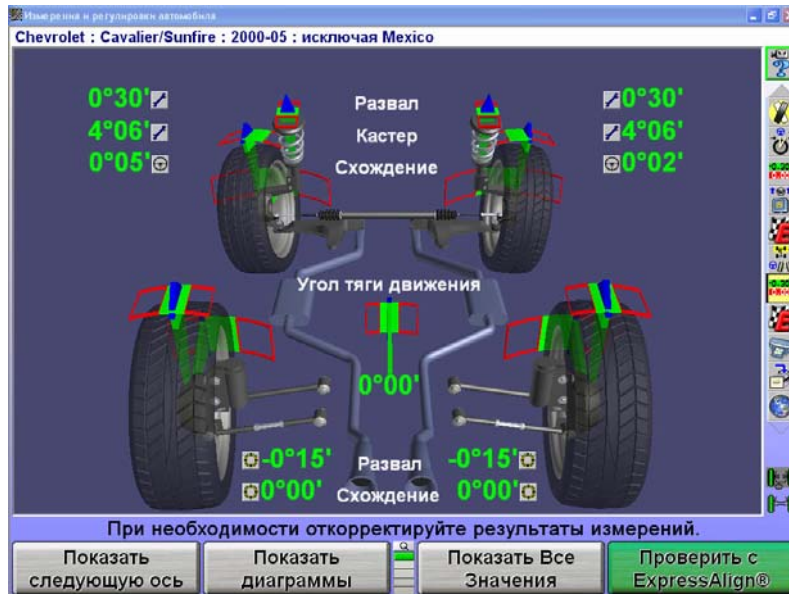 Измерения и регулировки автомобиля
Chevrolet : Cavalier/Sunfire : 2000-05 : исключая Mexico
0°30' Развал 0°30'
4°06' Кастер 4°06'
0°05' Схождение 0°02'
Угол тяги движения
0°00'
-0°15' Развал -0°15'
0°00' Схождение 0°00'
При необходимости откорректируйте результаты измерений.
Показать
следующую ось
Показать
диаграммы
Показать Все
Значения
Проверить с
ExpressAlign®